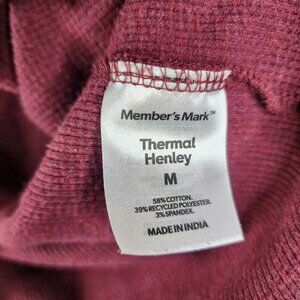 Member's Mark™
Thermal
Henley
M
58% COTTON,
39% RECYCLED POLYESTER,
3% SPANDEX.
MADE IN INDIA